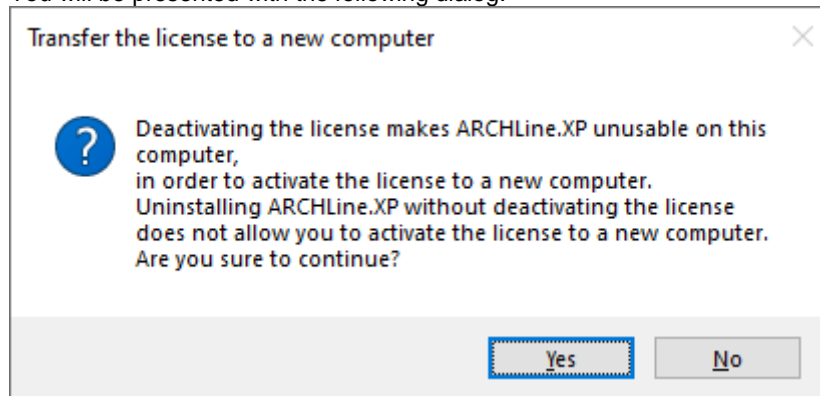 You will be presented with the following dialog:
Transfer the license to a new computer
Deactivating the license makes ARCHLine.XP unusable on this
computer,
in order to activate the license to a new computer.
Uninstalling ARCHLine.XP without deactivating the license
does not allow you to activate the license to a new computer.
Are you sure to continue?
Yes
No